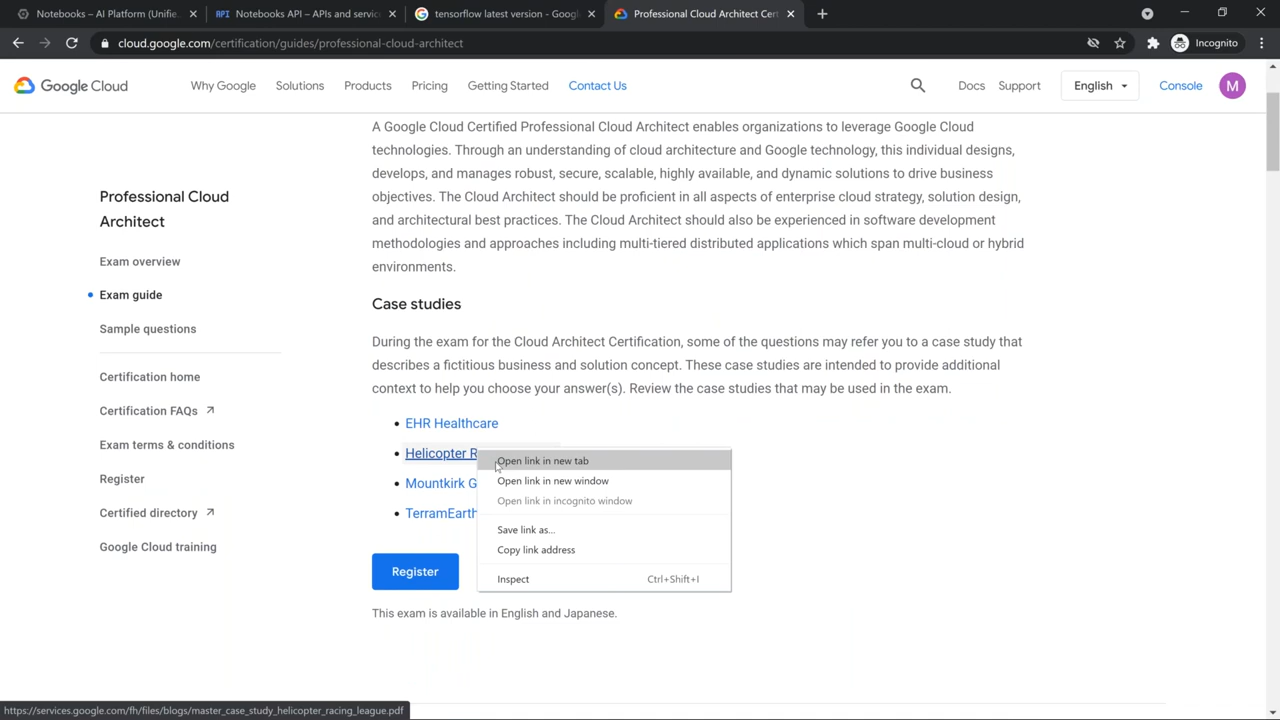 Notebooks – AI Platform (Unifie
Notebooks API – APIs and servic
tensorflow latest version - Goog
Professional Cloud Architect Cert
cloud.google.com/certification/guides/professional-cloud-architect
Incognito
Google Cloud
Why Google
Solutions
Products
Pricing
Getting Started
Contact Us
Docs
Support
English
Console
M
Professional Cloud
Architect
Exam overview
Exam guide
Sample questions
Certification home
Certification FAQs
Exam terms & conditions
Register
Certified directory
Google Cloud training
A Google Cloud Certified Professional Cloud Architect enables organizations to leverage Google Cloud
technologies. Through an understanding of cloud architecture and Google technology, this individual designs,
develops, and manages robust, secure, scalable, highly available, and dynamic solutions to drive business
objectives. The Cloud Architect should be proficient in all aspects of enterprise cloud strategy, solution design,
and architectural best practices. The Cloud Architect should also be experienced in software development
methodologies and approaches including multi-tiered distributed applications which span multi-cloud or hybrid
environments.
Case studies
During the exam for the Cloud Architect Certification, some of the questions may refer you to a case study that
describes a fictitious business and solution concept. These case studies are intended to provide additional
context to help you choose your answer(s). Review the case studies that may be used in the exam.
EHR Healthcare
Helicopter R
Mountkirk G
TerramEarth
Open link in new tab
Open link in new window
Open link in incognito window
Save link as...
Copy link address
Inspect Ctrl+Shift+I
Register
This exam is available in English and Japanese.
https://services.google.com/fh/files/blogs/master_case_study_helicopter_racing_league.pdf